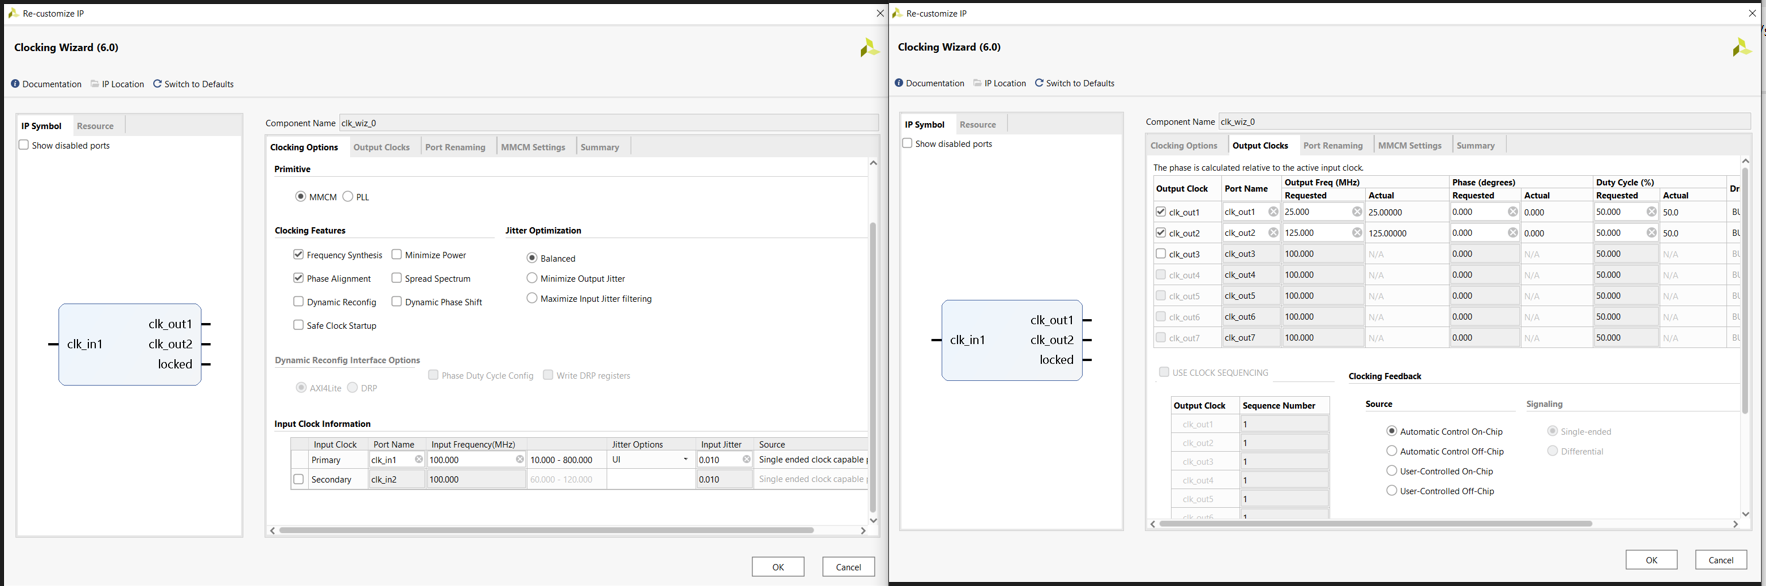 Re-customize IP
Clocking Wizard (6.0)
Documentation IP Location Switch to Defaults
IP Symbol Resource
Show disabled ports
clk_in1
clk_out1
clk_out2
locked
Component Name clk_wiz_0
Clocking Options Output Clocks Port Renaming MMCM Settings Summary
Primitive
MMCM PLL
Clocking Features Jitter Optimization
Frequency Synthesis Minimize Power Balanced
Phase Alignment Spread Spectrum Minimize Output Jitter
Dynamic Reconfig Dynamic Phase Shift Maximize Input Jitter filtering
Safe Clock Startup
Dynamic Reconfig Interface Options
Phase Duty Cycle Config Write DRP registers
AXI4Lite DRP
Input Clock Information
Input Clock Port Name Input Frequency(MHz) Jitter Options Input Jitter Source
Primary clk_in1 100.000 10.000 - 800.000 UI 0.010 Single ended clock capable p
Secondary clk_in2 100.000 60.000 - 120.000 0.010 Single ended clock capable p
OK Cancel
Re-customize IP
Clocking Wizard (6.0)
Documentation IP Location Switch to Defaults
IP Symbol Resource
Show disabled ports
clk_in1
clk_out1
clk_out2
locked
Component Name clk_wiz_0
Clocking Options Output Clocks Port Renaming MMCM Settings Summary
The phase is calculated relative to the active input clock.
Output Clock Port Name Output Freq (MHz) Phase (degrees) Duty Cycle (%)
Requested Actual Requested Actual Requested Actual
clk_out1 clk_out1 25.000 25.00000 0.000 0.000 50.000 50.0
clk_out2 clk_out2 125.000 125.00000 0.000 0.000 50.000 50.0
clk_out3 clk_out3 100.000 N/A 0.000 N/A 50.000 N/A
clk_out4 clk_out4 100.000 N/A 0.000 N/A 50.000 N/A
clk_out5 clk_out5 100.000 N/A 0.000 N/A 50.000 N/A
clk_out6 clk_out6 100.000 N/A 0.000 N/A 50.000 N/A
clk_out7 clk_out7 100.000 N/A 0.000 N/A 50.000 N/A
USE CLOCK SEQUENCING
Clocking Feedback
Output Clock Sequence Number
clk_out1 1
clk_out2 1
clk_out3 1
clk_out4 1
clk_out5 1
clk_out6 1
Source Signaling
Automatic Control On-Chip Single-ended
Automatic Control Off-Chip Differential
User-Controlled On-Chip
User-Controlled Off-Chip
OK Cancel